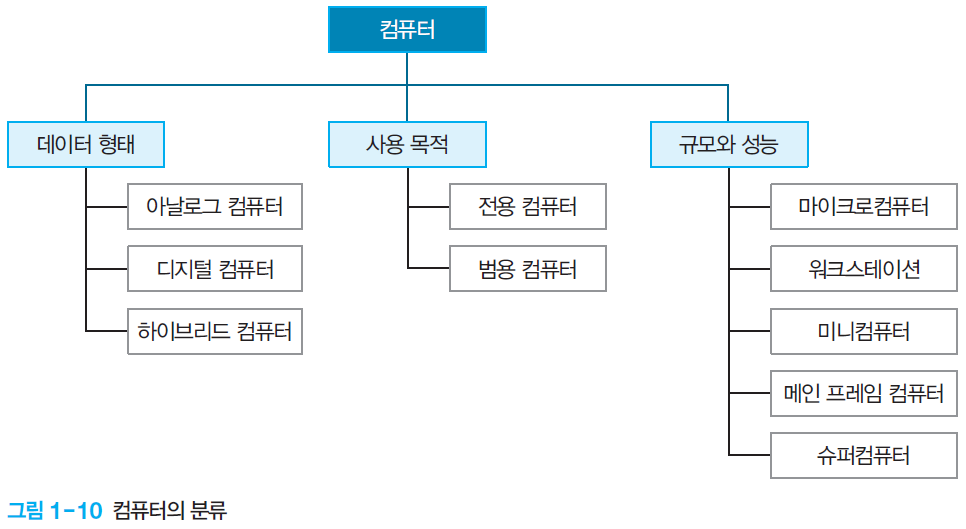 컴퓨터
데이터 형태
아날로그 컴퓨터
디지털 컴퓨터
하이브리드 컴퓨터
사용 목적
전용 컴퓨터
범용 컴퓨터
규모와 성능
마이크로컴퓨터
워크스테이션
미니컴퓨터
메인 프레임 컴퓨터
슈퍼컴퓨터
그림 1-10 컴퓨터의 분류